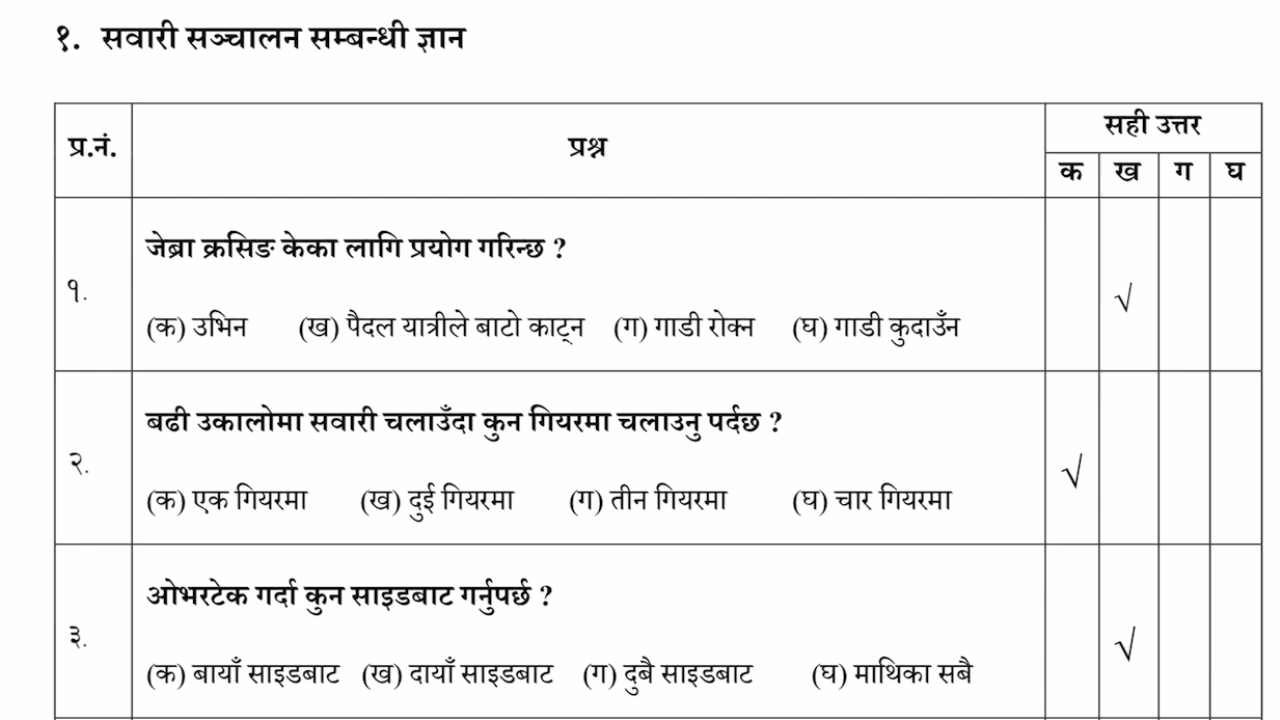 १. सवारी सञ्चालन सम्बन्धी ज्ञान
प्र.नं. प्रश्न सही उत्तर
क ख ग घ
जेब्रा क्रसिङ केका लागि प्रयोग गरिन्छ ?
१. √
(क) उभिन (ख) पैदल यात्रीले बाटो काट्न (ग) गाडी रोक्न (घ) गाडी कुदाउँन
बढी उकालोमा सवारी चलाउँदा कुन गियरमा चलाउनु पर्दछ ?
२. √
(क) एक गियरमा (ख) दुई गियरमा (ग) तीन गियरमा (घ) चार गियरमा
ओभरटेक गर्दा कुन साइडबाट गर्नुपर्छ ?
३. √
(क) बायाँ साइडबाट (ख) दायाँ साइडबाट (ग) दुबै साइडबाट (घ) माथिका सबै